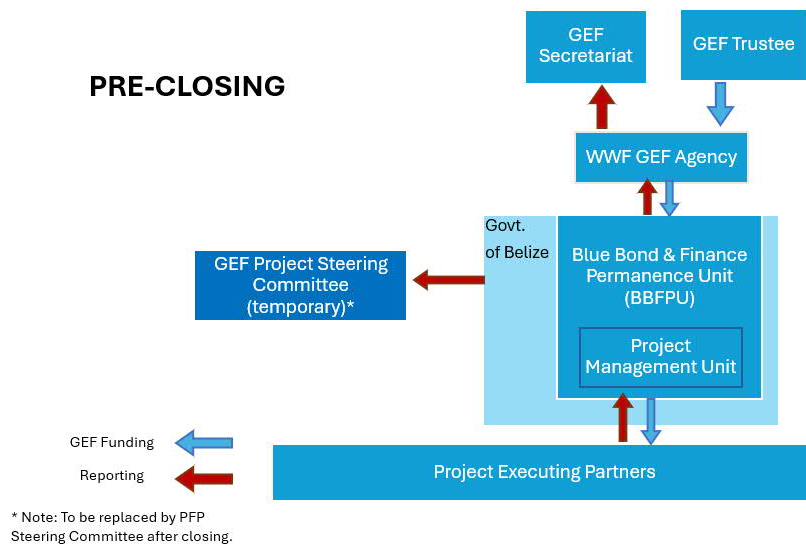 PRE-CLOSING
GEF
Secretariat
GEF Trustee
WWF GEF Agency
Govt.
of Belize
Blue Bond & Finance
Permanence Unit
(BBFPU)
GEF Project Steering
Committee
(temporary)*
Project
Management Unit
GEF Funding
Reporting
Project Executing Partners
* Note: To be replaced by PFP
Steering Committee after closing.